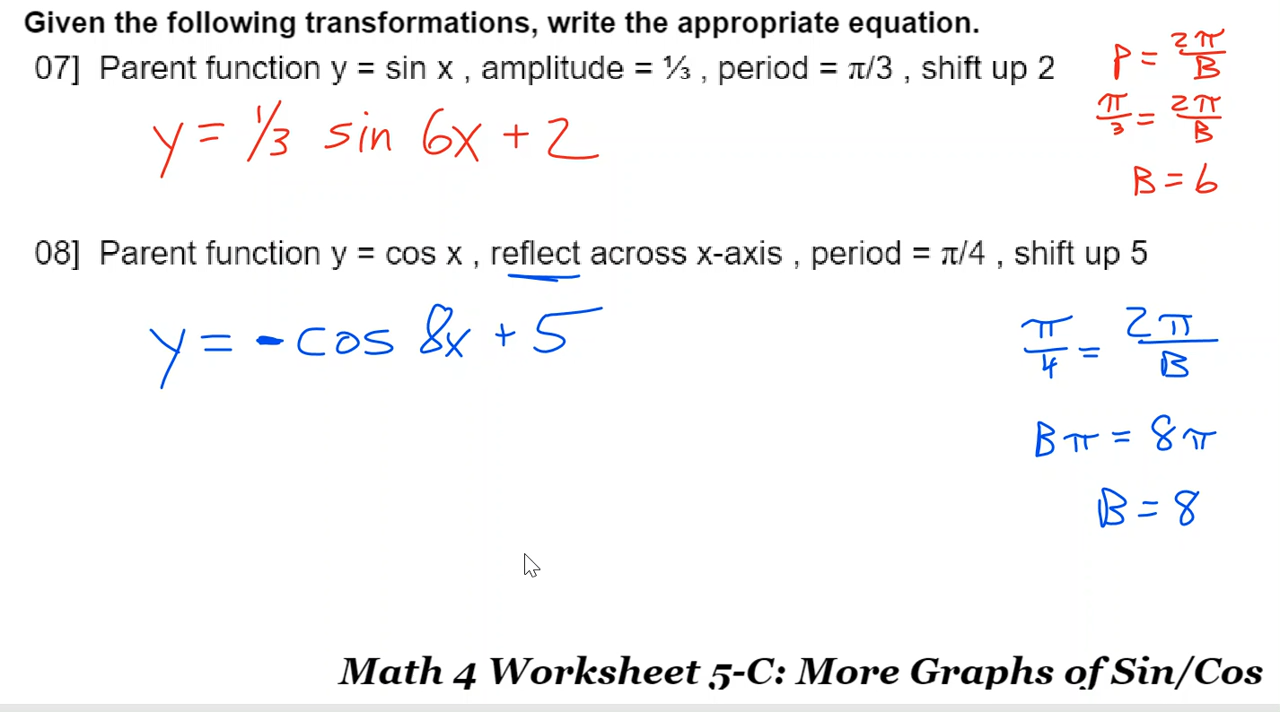 Given the following transformations, write the appropriate equation.
07] Parent function y = sin x , amplitude = ⅓ , period = π/3 , shift up 2
P = 2π/B
π/3 = 2π/B
B = 6
y = 1/3 sin 6x + 2
08] Parent function y = cos x , reflect across x-axis , period = π/4 , shift up 5
y = - cos 8x + 5
π/4 = 2π/B
Bπ = 8π
B = 8
Math 4 Worksheet 5-C: More Graphs of Sin/Cos